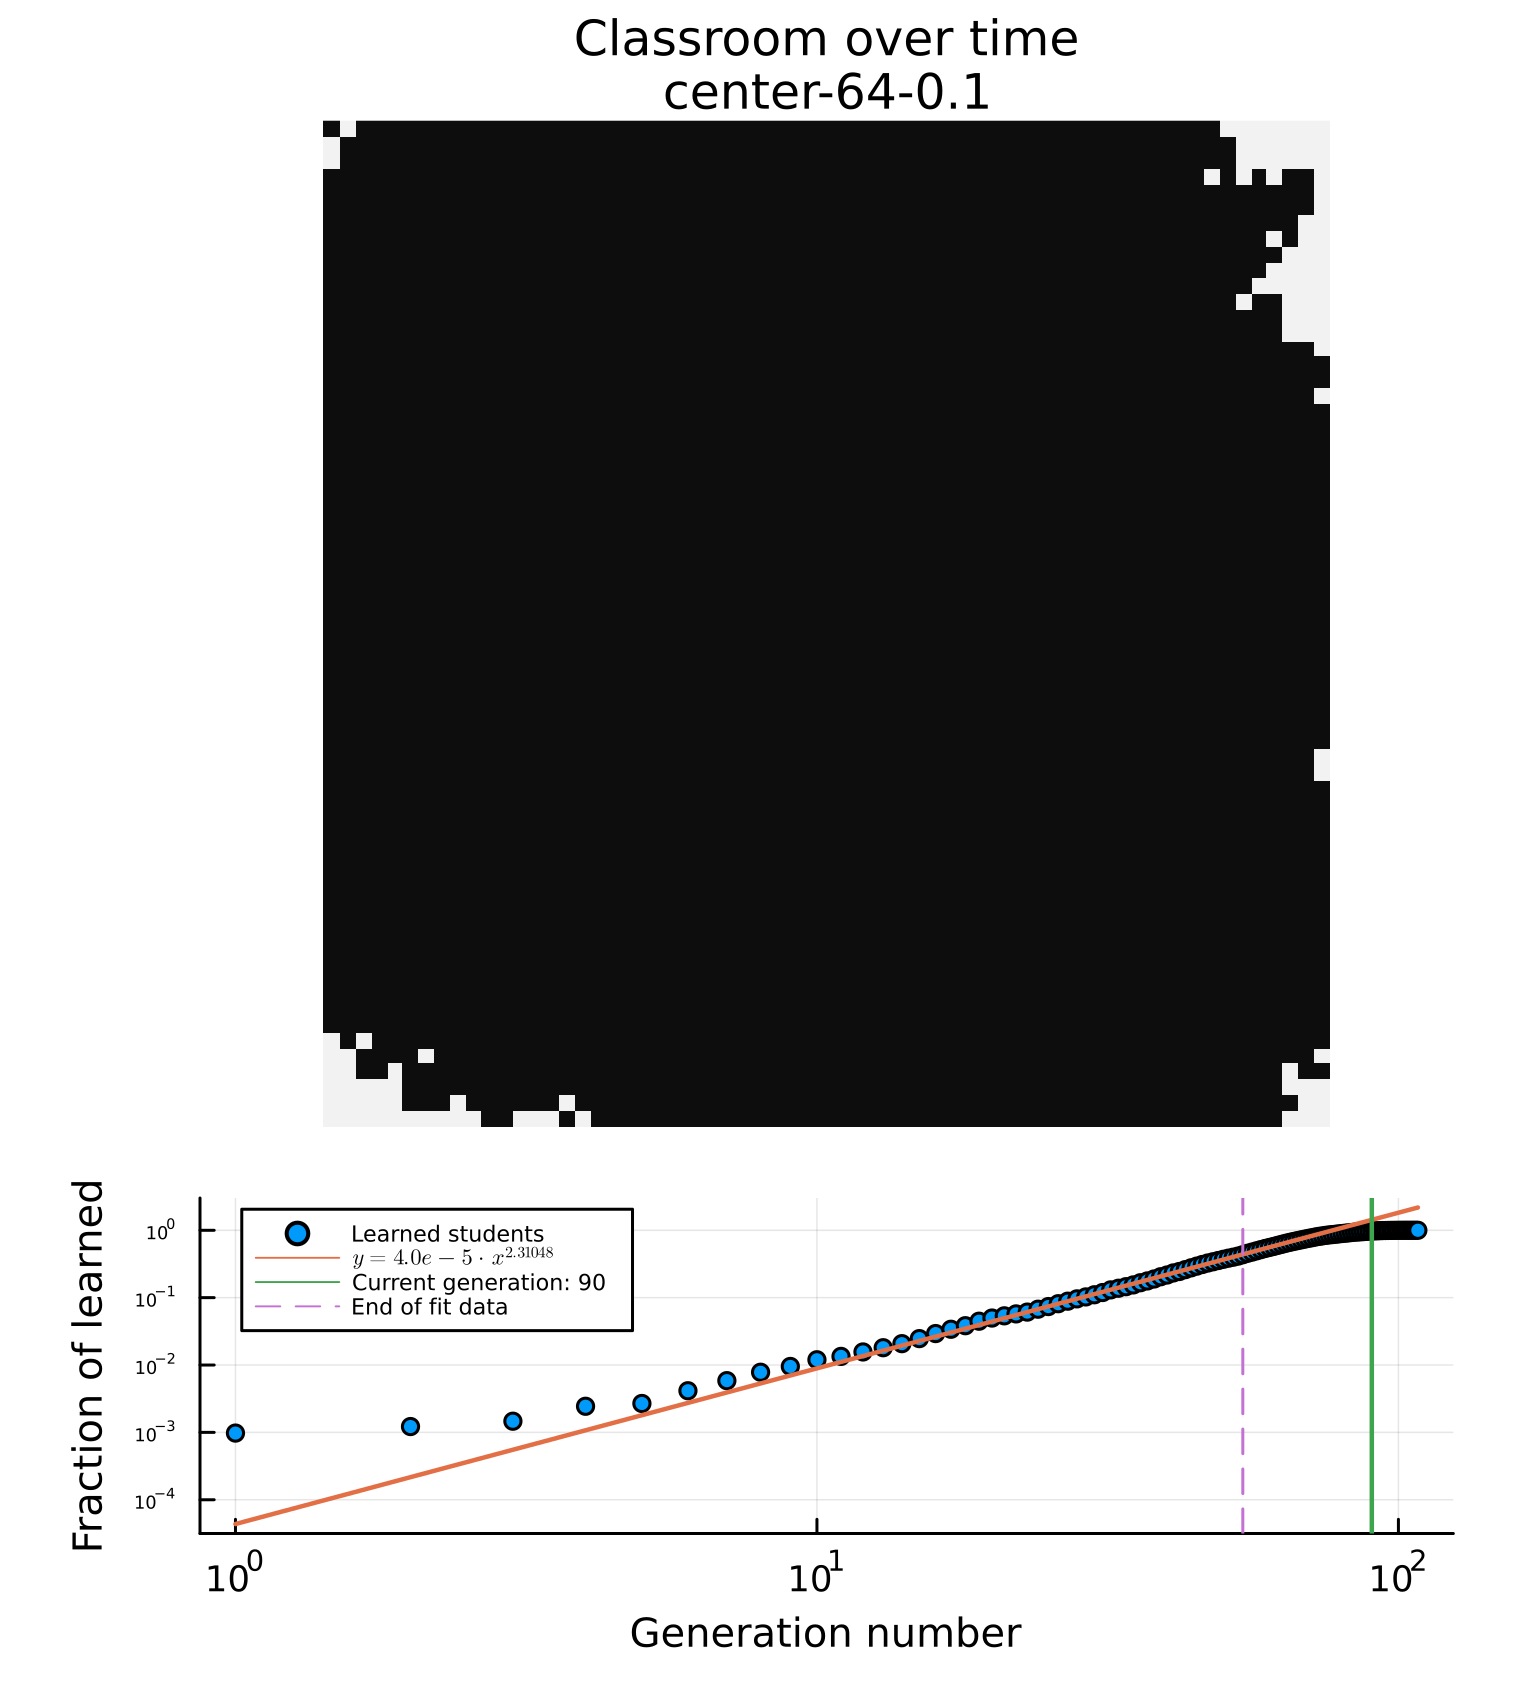 Classroom over time
center-64-0.1
Fraction of learned
10^0
10^−1
10^−2
10^−3
10^−4
Learned students
y = 4.0e − 5 · x^2.31048
Current generation: 90
End of fit data
10^0 10^1 10^2
Generation number